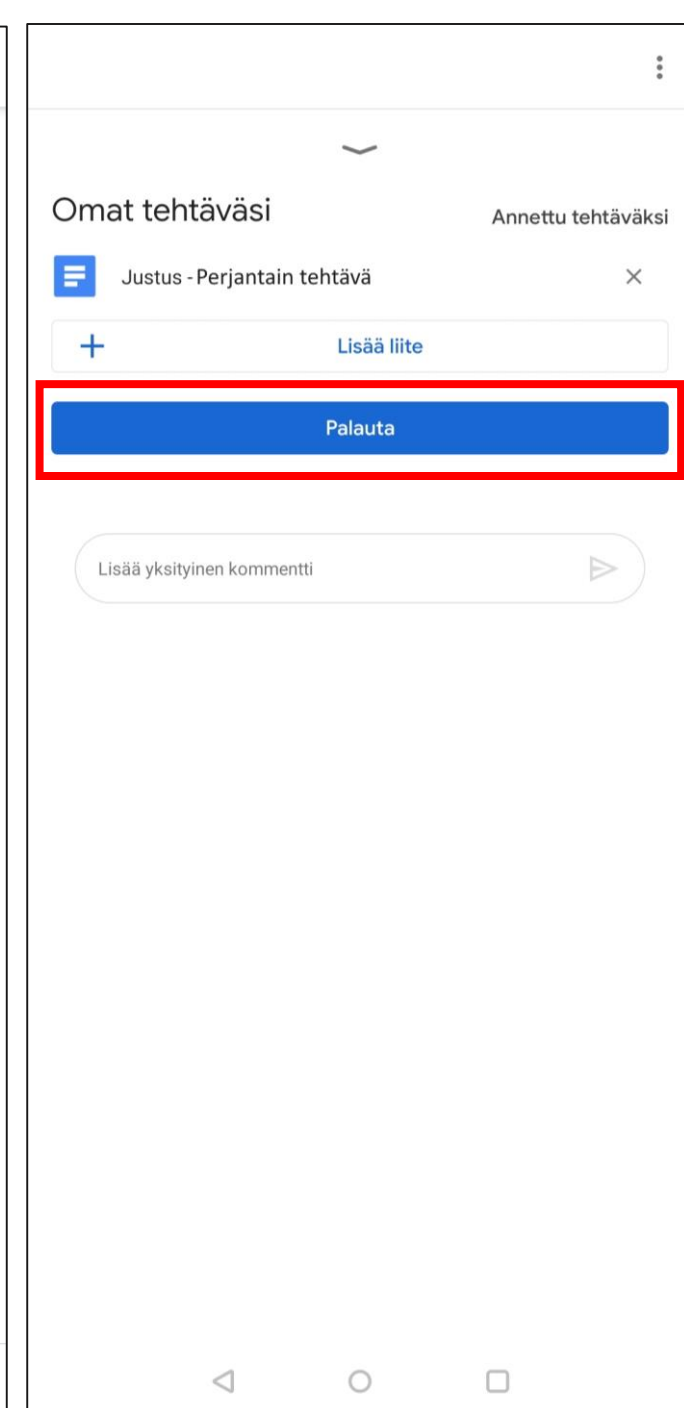 Omat tehtäväsi
Annettu tehtäväksi
Justus - Perjantain tehtävä
Lisää liite
Palauta
Lisää yksityinen kommentti